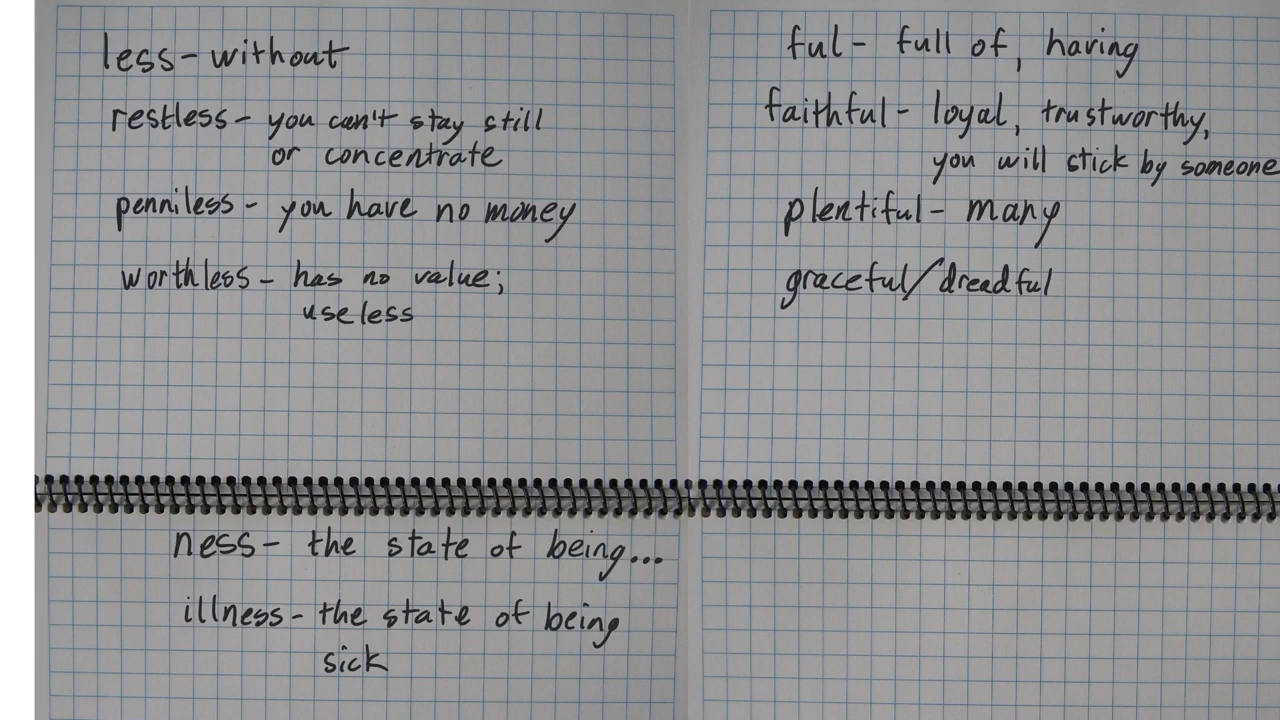 less - without
restless - you can't stay still
or concentrate
penniless - you have no money
worthless - has no value;
useless
ful - full of, having
faithful - loyal, trustworthy,
you will stick by someone
plentiful - many
graceful/dreadful
ness - the state of being...
illness - the state of being
sick